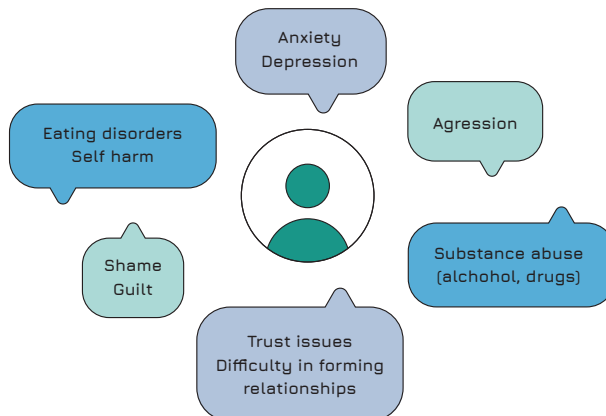 Anxiety
Depression
Agression
Eating disorders
Self harm
Shame
Guilt
Substance abuse
(alchohol, drugs)
Trust issues
Difficulty in forming
relationships